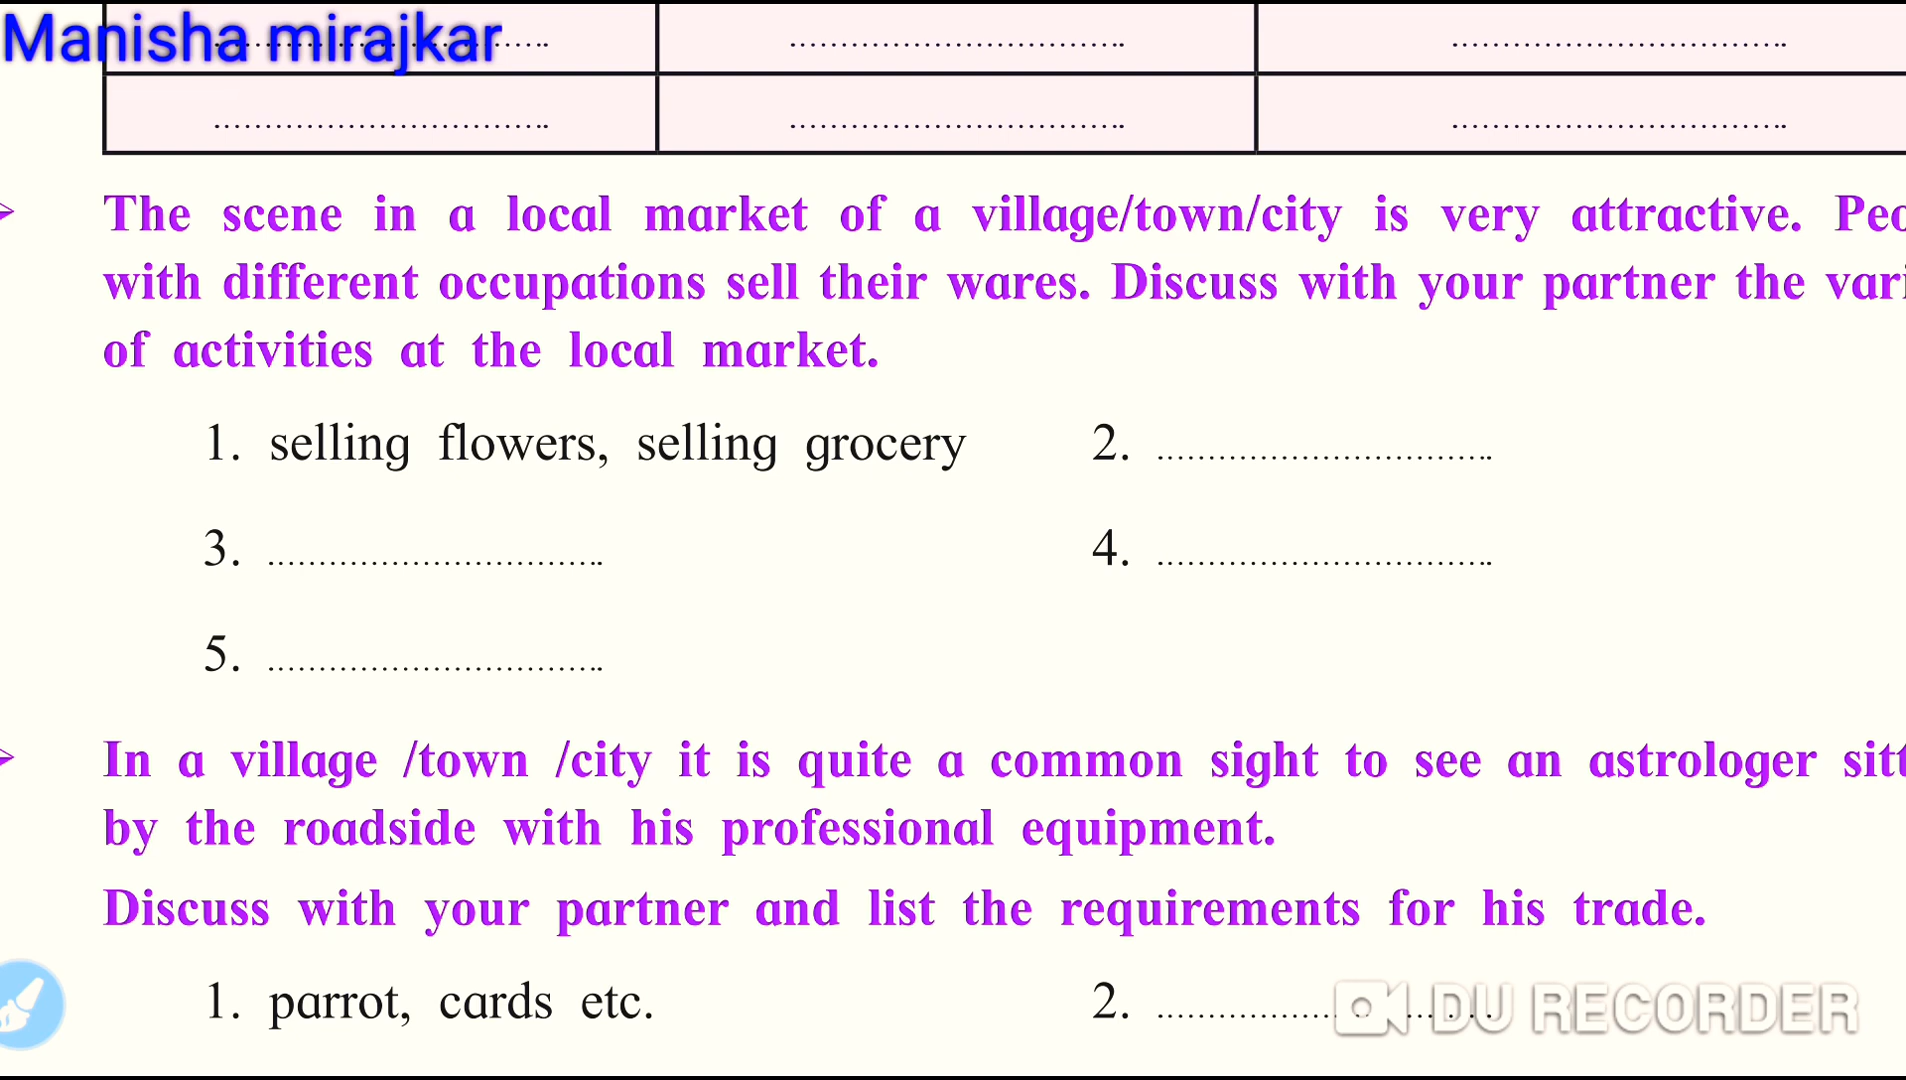 Manisha mirajkar
................................. ................................. .................................
................................. ................................. .................................
The scene in a local market of a village/town/city is very attractive.
with different occupations sell their wares. Discuss with your partner the
of activities at the local market.
1. selling flowers, selling grocery 2. .................................
3. ................................. 4. .................................
5. .................................
In a village /town /city it is quite a common sight to see an astrologer
by the roadside with his professional equipment.
Discuss with your partner and list the requirements for his trade.
1. parrot, cards etc. 2. .................................
DU RECORDER